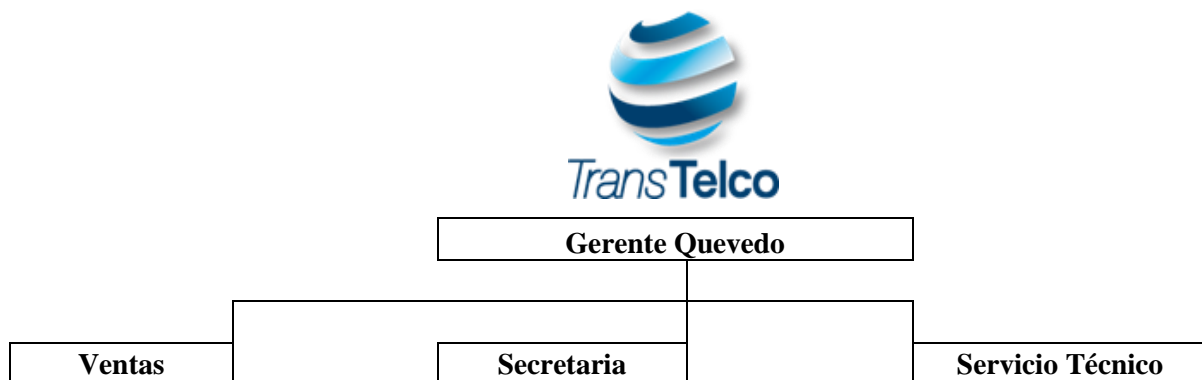 TransTelco
Gerente Quevedo
Ventas
Secretaria
Servicio Técnico